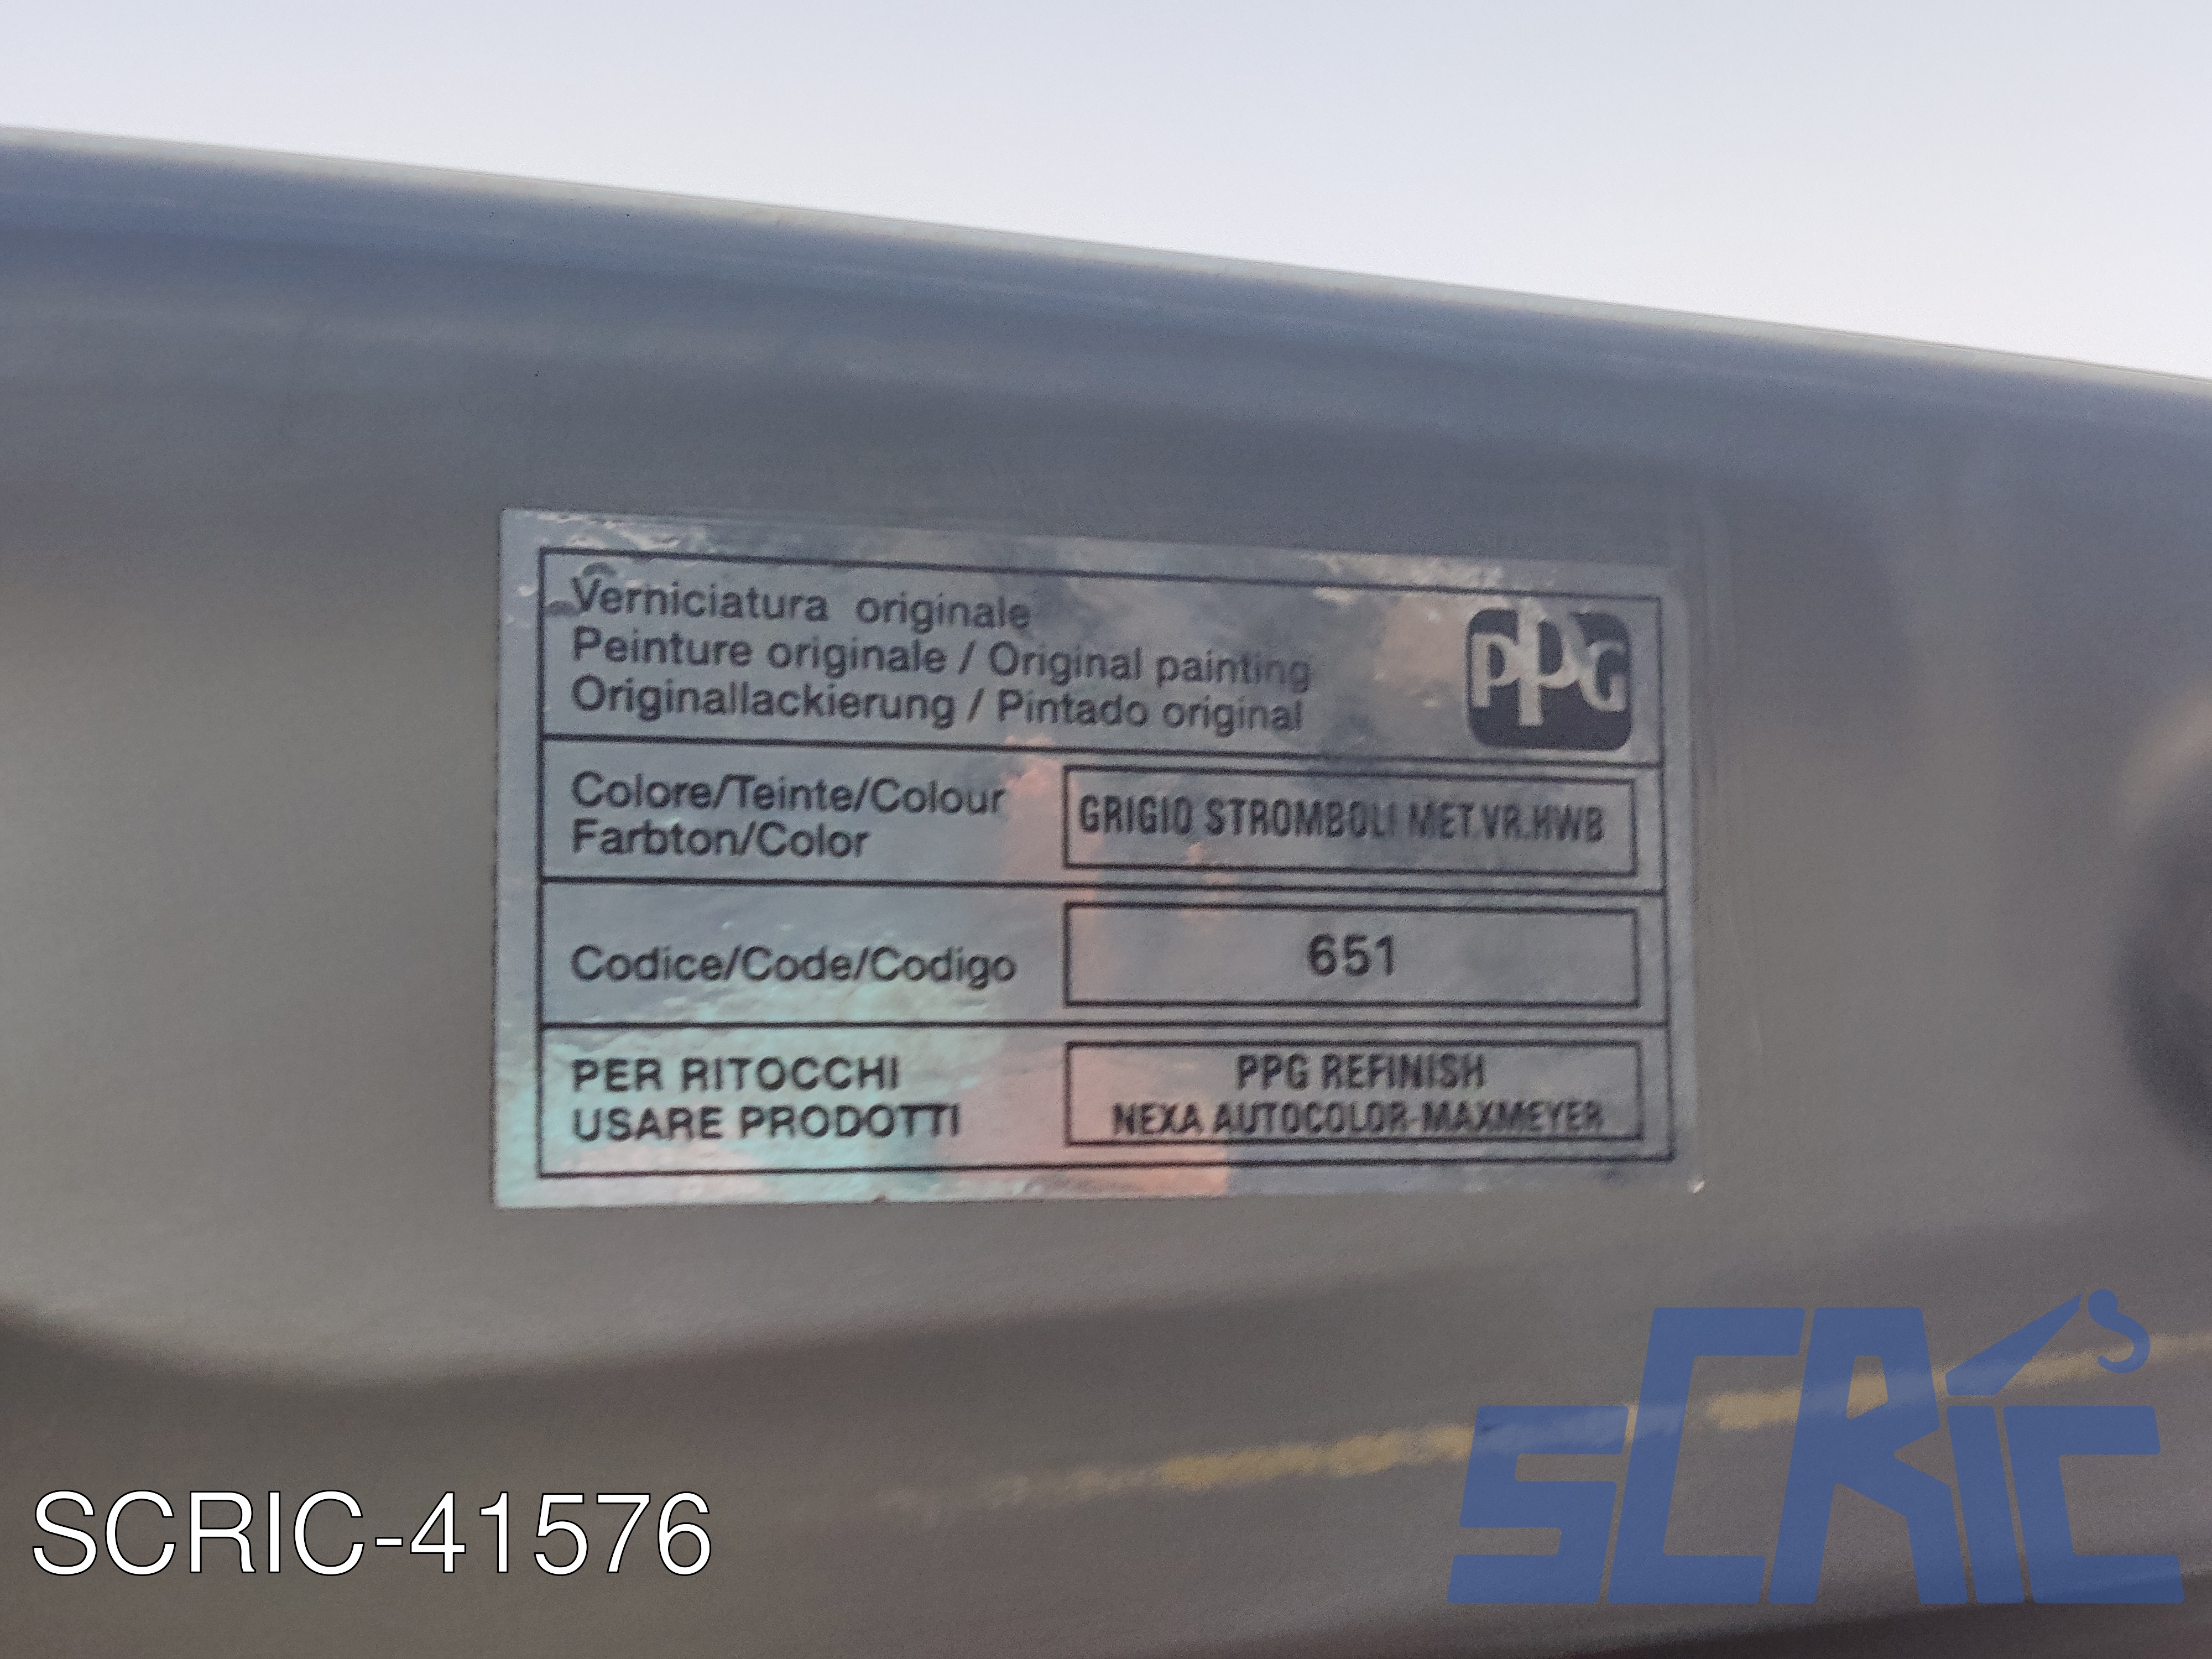 Verniciatura originale
Peinture originale / Original painting
Originallackierung / Pintado original
PPG
Colore/Teinte/Colour
Farbton/Color
GRIGIO STROMBOLI MET.VR.HWB
Codice/Code/Codigo
651
PER RITOCCHI
USARE PRODOTTI
PPG REFINISH
NEXA AUTOCOLOR-MAXMEYER
SCRIC-41576
SCRIC